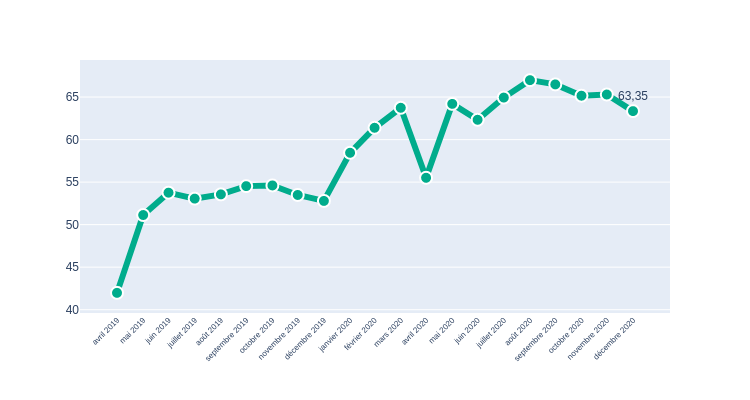 65
60
55
50
45
40
63,35
avril 2019
mai 2019
juin 2019
juillet 2019
août 2019
septembre 2019
octobre 2019
novembre 2019
décembre 2019
janvier 2020
février 2020
mars 2020
avril 2020
mai 2020
juin 2020
juillet 2020
août 2020
septembre 2020
octobre 2020
novembre 2020
décembre 2020